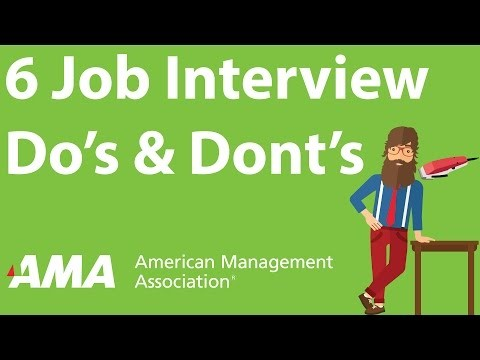 6 Job Interview
Do's & Dont's
AMA
American Management
Association®